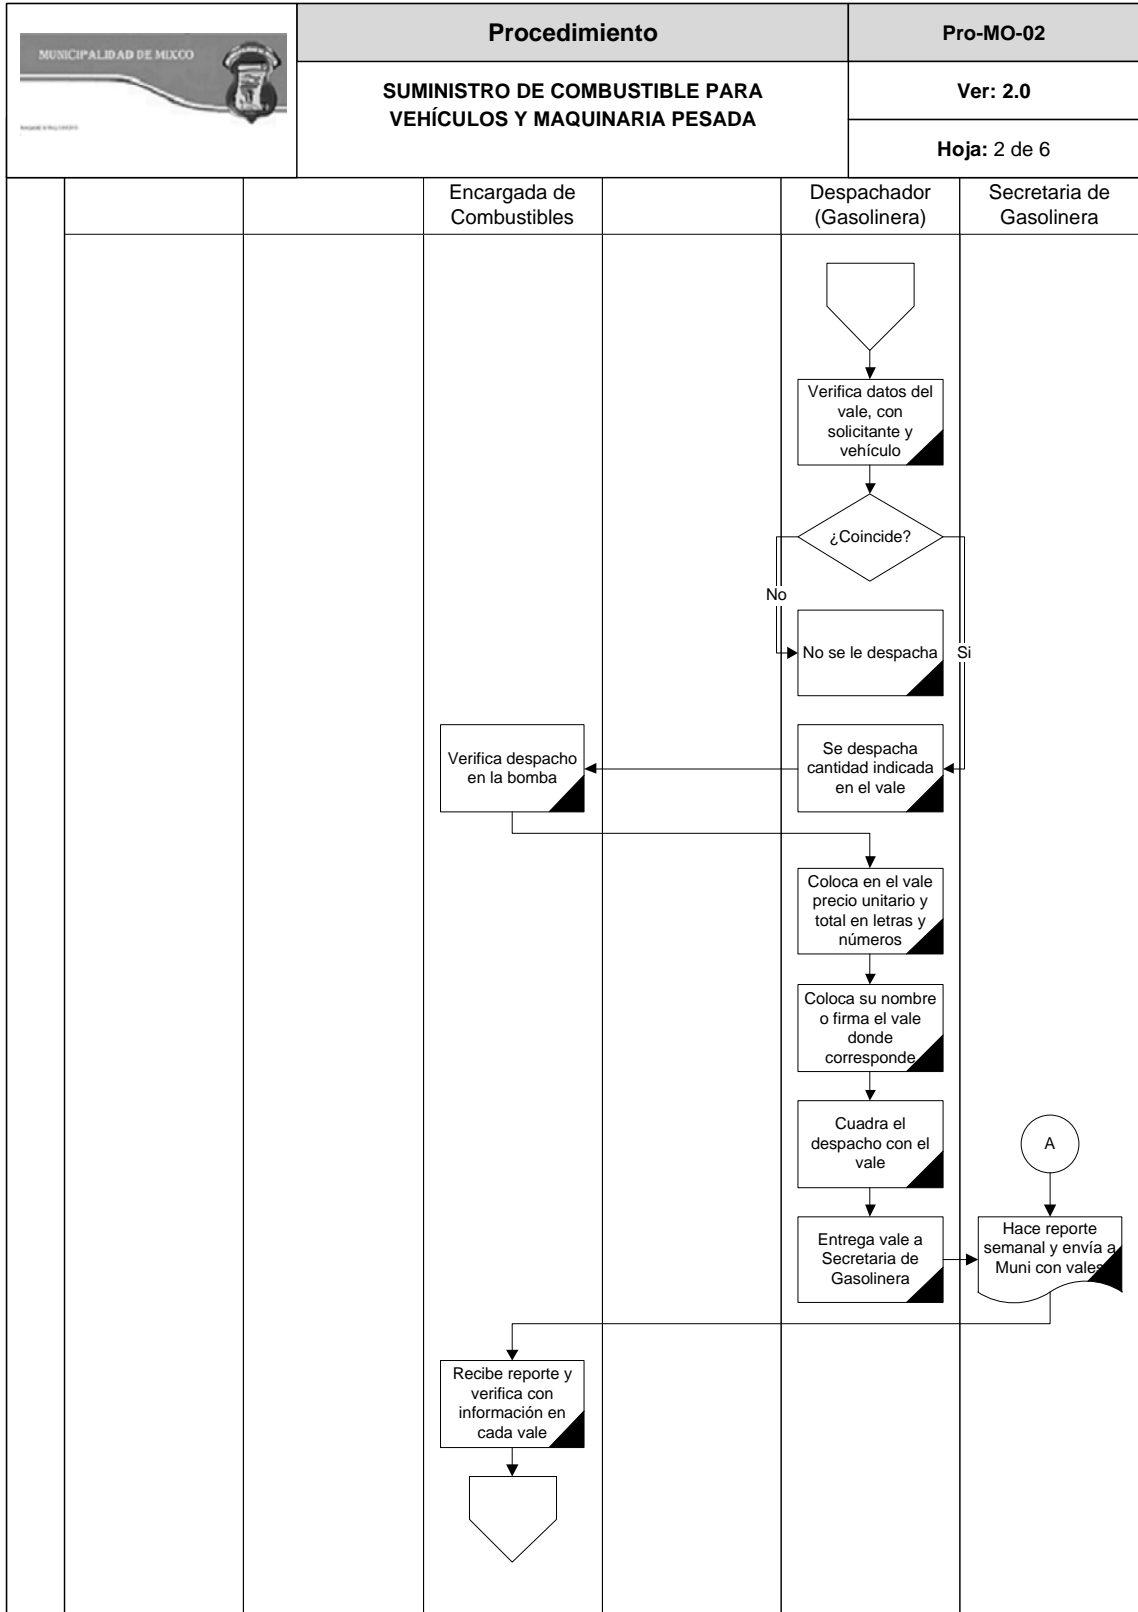 MUNICIPALIDAD DE MIXCO
Procedimiento
Pro-MO-02
SUMINISTRO DE COMBUSTIBLE PARA
VEHÍCULOS Y MAQUINARIA PESADA
Ver: 2.0
Hoja: 2 de 6
Encargada de
Combustibles
Despachador
(Gasolinera)
Secretaria de
Gasolinera
Verifica datos del
vale, con
solicitante y
vehículo
¿Coincide?
No
No se le despacha
Si
Verifica despacho
en la bomba
Se despacha
cantidad indicada
en el vale
Coloca en el vale
precio unitario y
total en letras y
números
Coloca su nombre
o firma el vale
donde
corresponde
Cuadra el
despacho con el
vale
A
Entrega vale a
Secretaria de
Gasolinera
Hace reporte
semanal y envía a
Muni con vales
Recibe reporte y
verifica con
información en
cada vale